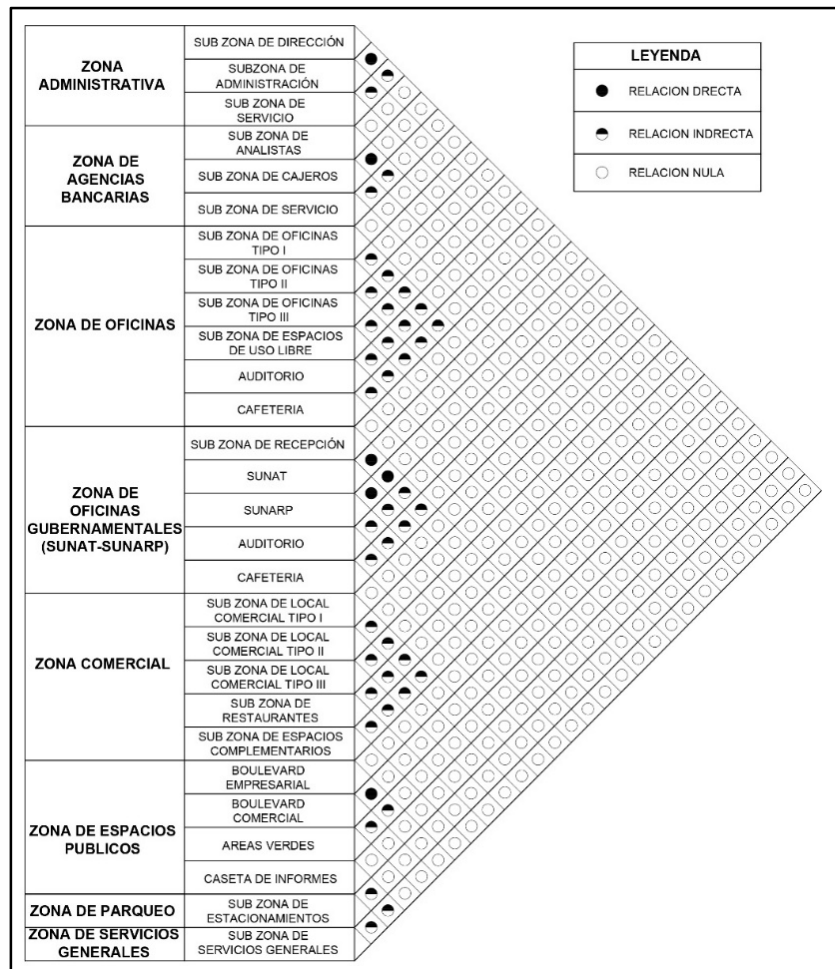 ZONA
ADMINISTRATIVA
SUB ZONA DE DIRECCIÓN
SUBZONA DE
ADMINISTRACIÓN
SUB ZONA DE
SERVICIO
ZONA DE
AGENCIAS
BANCARIAS
SUB ZONA DE
ANALISTAS
SUB ZONA DE CAJEROS
SUB ZONA DE SERVICIO
ZONA DE OFICINAS
SUB ZONA DE OFICINAS
TIPO I
SUB ZONA DE OFICINAS
TIPO II
SUB ZONA DE OFICINAS
TIPO III
SUB ZONA DE ESPACIOS
DE USO LIBRE
AUDITORIO
CAFETERIA
ZONA DE
OFICINAS
GUBERNAMENTALES
(SUNAT-SUNARP)
SUB ZONA DE RECEPCIÓN
SUNAT
SUNARP
AUDITORIO
CAFETERIA
ZONA COMERCIAL
SUB ZONA DE LOCAL
COMERCIAL TIPO I
SUB ZONA DE LOCAL
COMERCIAL TIPO II
SUB ZONA DE LOCAL
COMERCIAL TIPO III
SUB ZONA DE
RESTAURANTES
SUB ZONA DE ESPACIOS
COMPLEMENTARIOS
ZONA DE ESPACIOS
PUBLICOS
BOULEVARD
EMPRESARIAL
BOULEVARD
COMERCIAL
AREAS VERDES
CASETA DE INFORMES
ZONA DE PARQUEO
SUB ZONA DE
ESTACIONAMIENTOS
ZONA DE SERVICIOS
GENERALES
SUB ZONA DE
SERVICIOS GENERALES
LEYENDA
RELACION DRECTA
RELACION INDRECTA
RELACION NULA